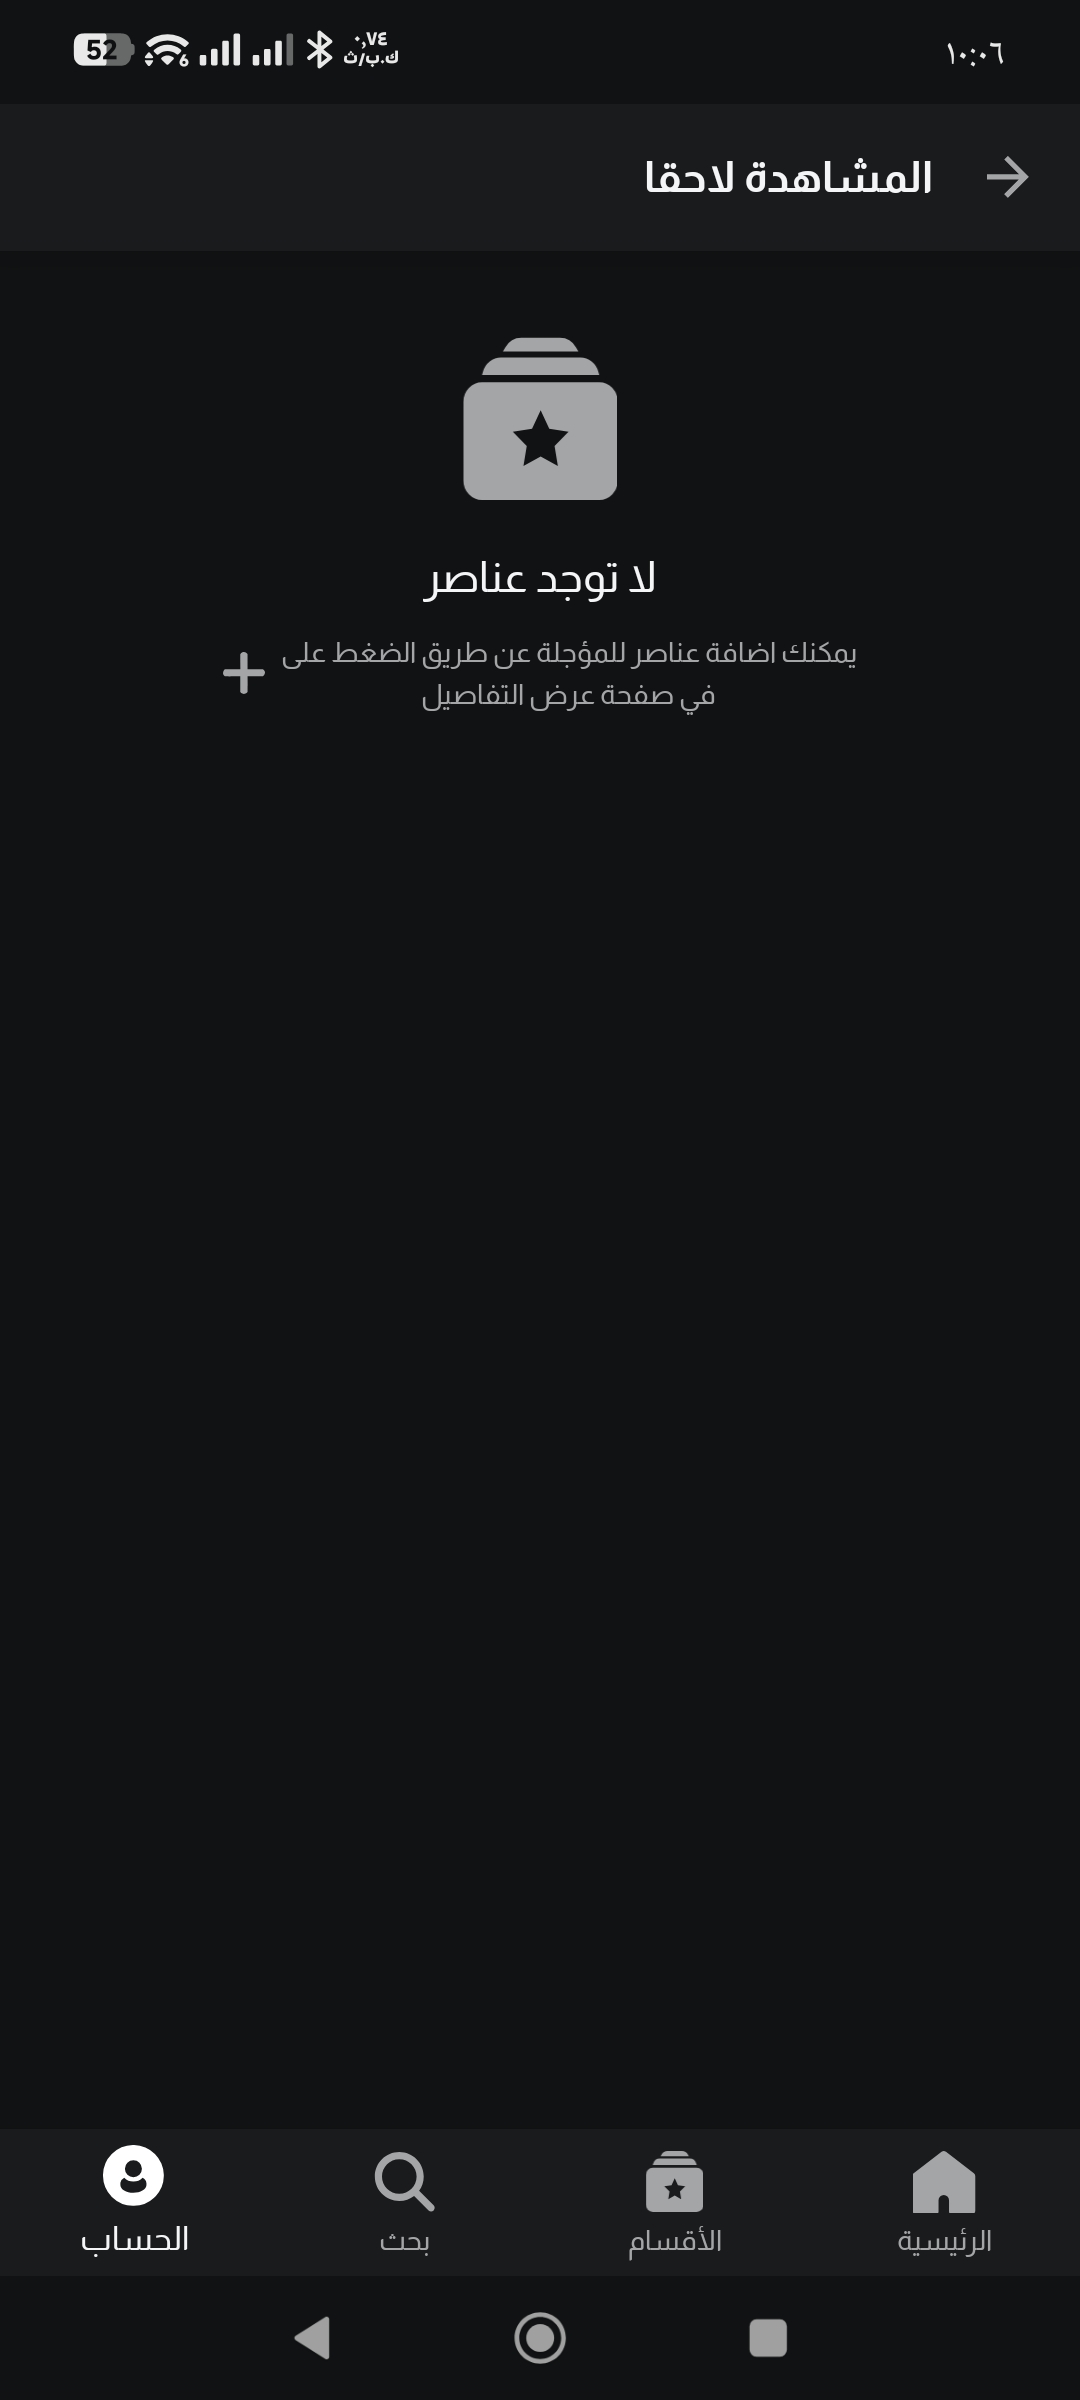 ١٠:٠٦
٠٫٧٤
ك.ب/ث
52
6
المشاهدة لاحقا
لا توجد عناصر
يمكنك اضافة عناصر للمؤجلة عن طريق الضغط على
في صفحة عرض التفاصيل
الرئيسية
الأقسام
بحث
الحساب